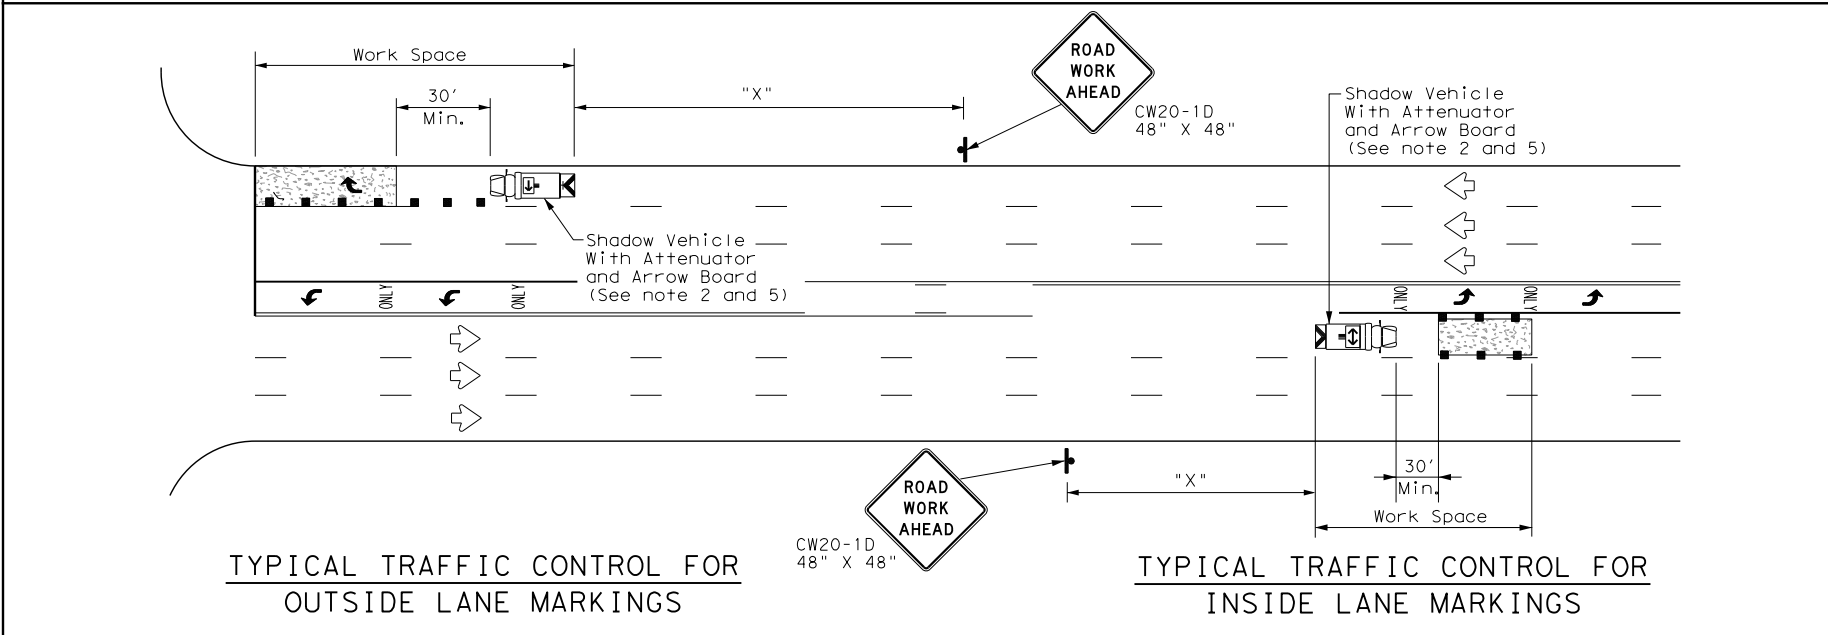 Work Space
30'
Min.
"X"
ROAD
WORK
AHEAD
CW20-1D
48" X 48"
Shadow Vehicle
With Attenuator
and Arrow Board
(See note 2 and 5)
Shadow Vehicle
With Attenuator
and Arrow Board
(See note 2 and 5)
ONLY
ONLY
ONLY
ONLY
ROAD
WORK
AHEAD
CW20-1D
48" X 48"
"X"
30'
Min.
Work Space
TYPICAL TRAFFIC CONTROL FOR
OUTSIDE LANE MARKINGS
TYPICAL TRAFFIC CONTROL FOR
INSIDE LANE MARKINGS